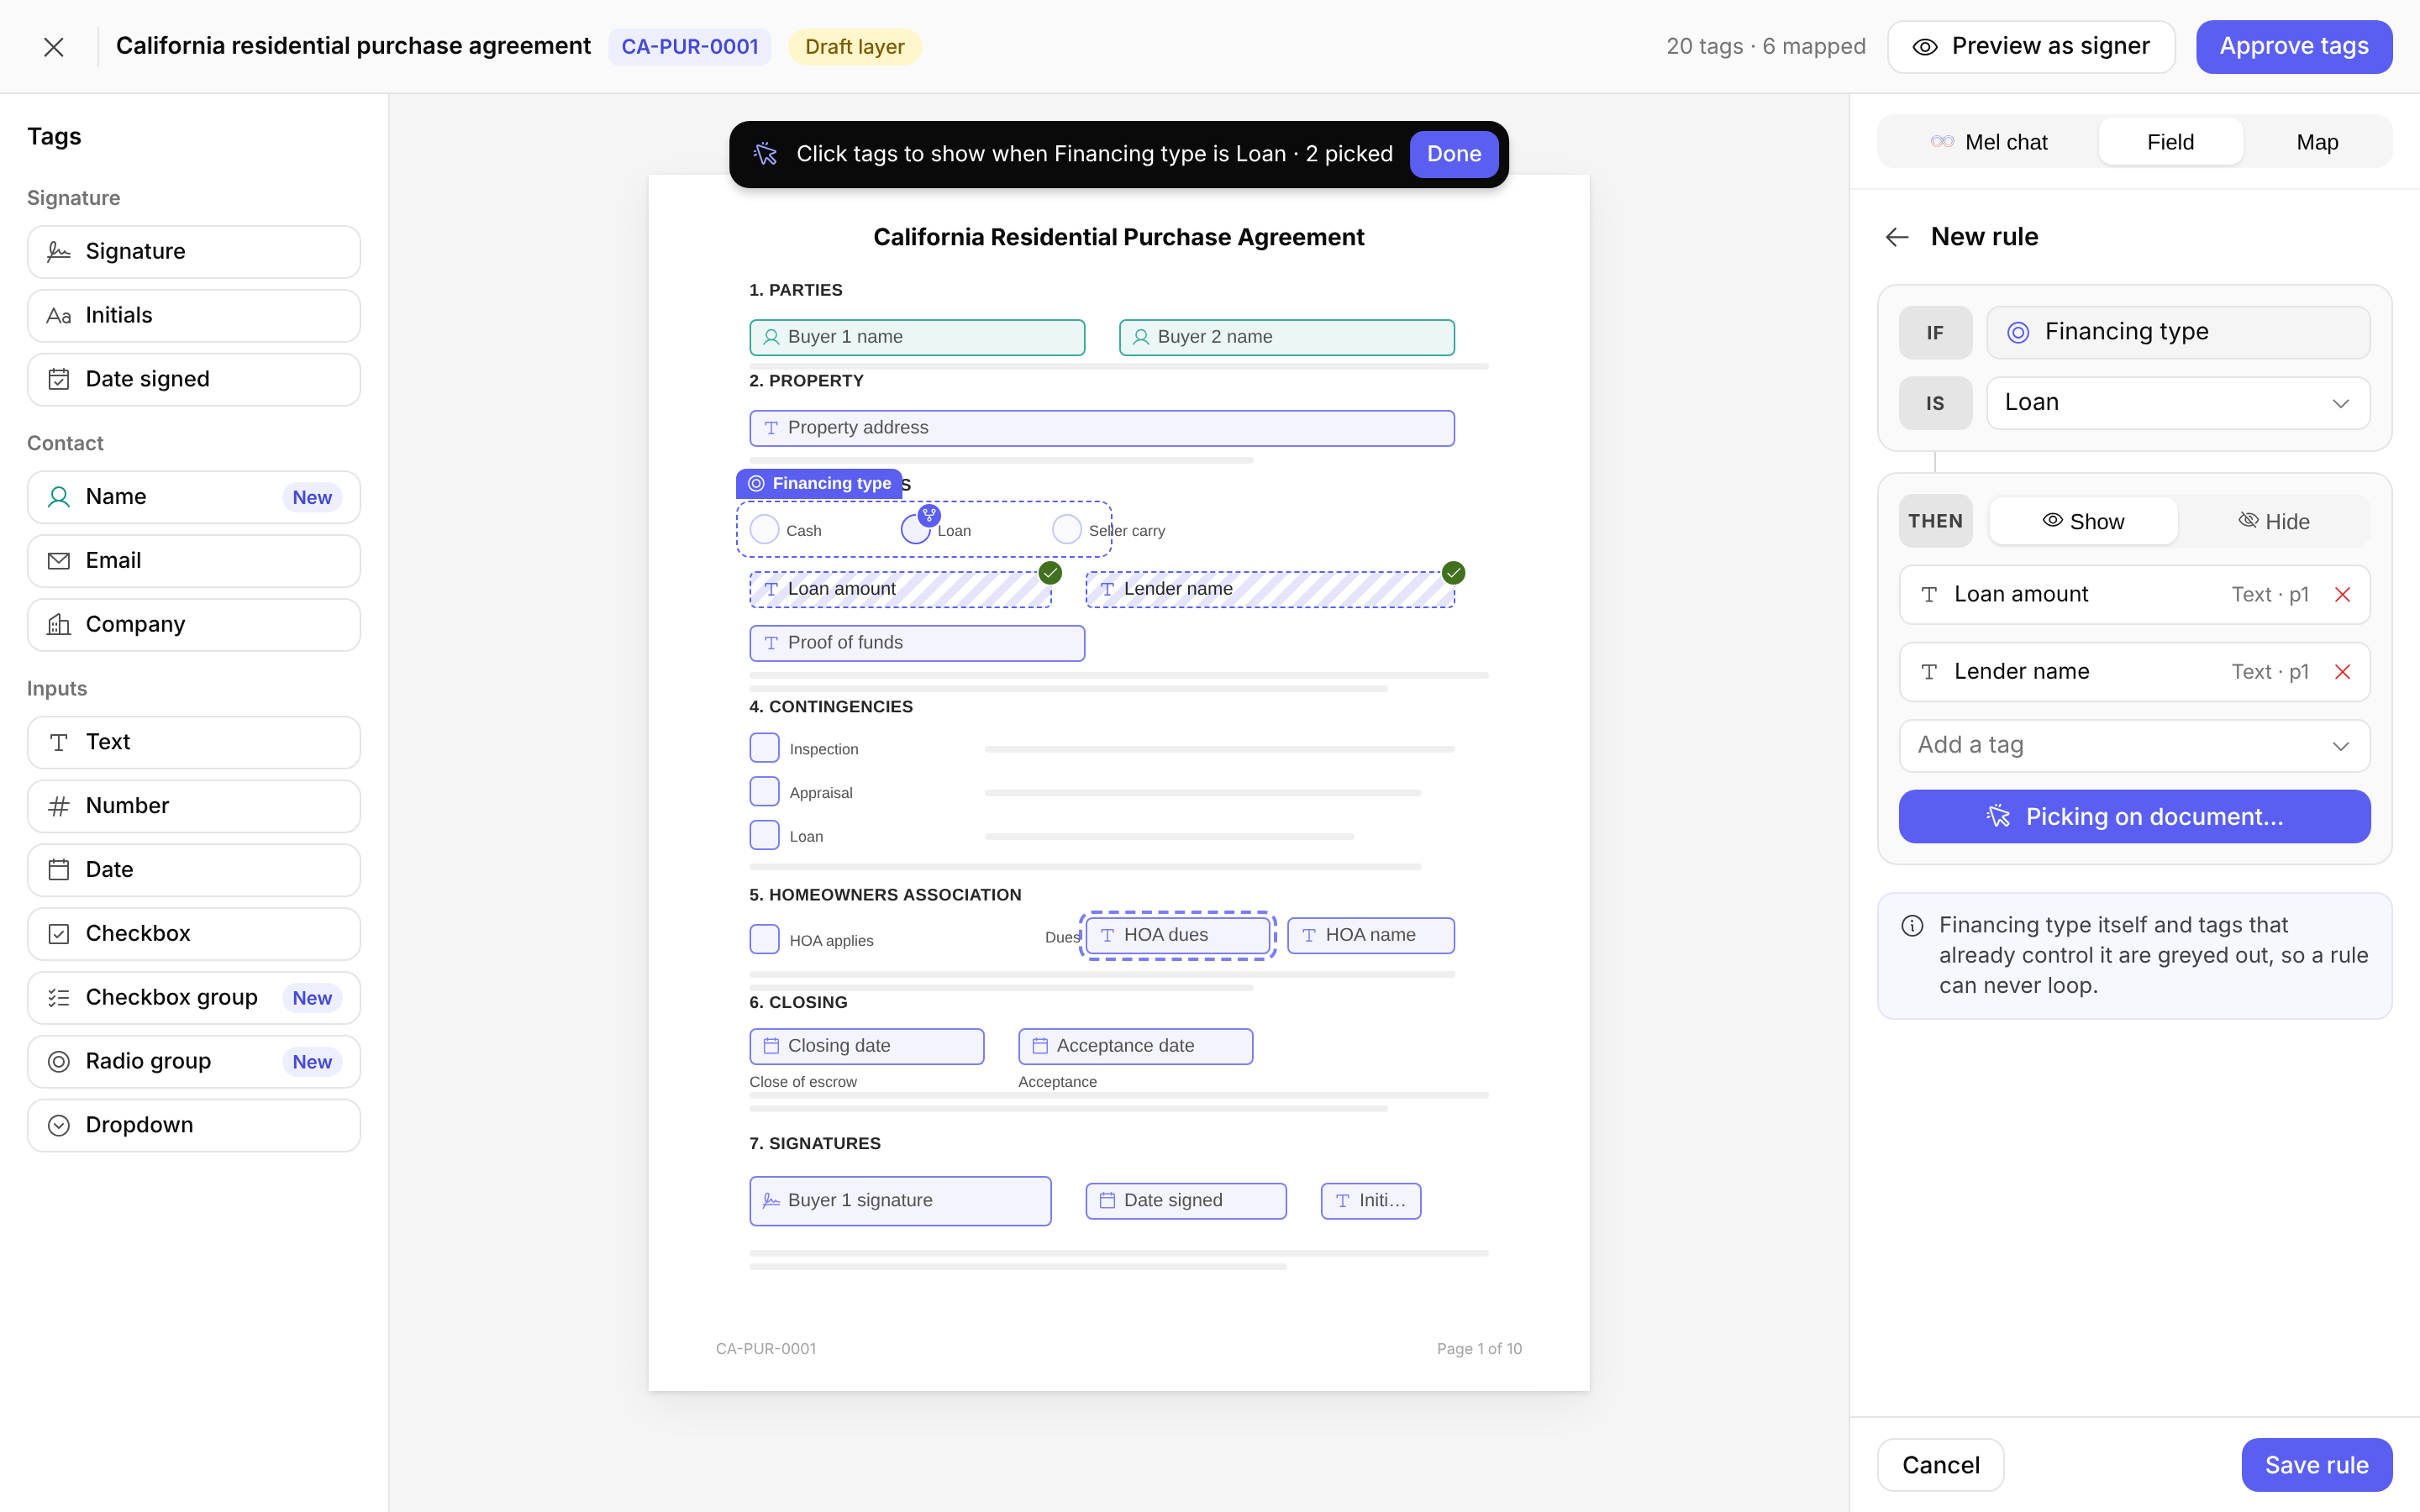 California residential purchase agreement
CA-PUR-0001
Draft layer
20 tags · 6 mapped
Preview as signer
Approve tags
Tags
Signature
Signature
Initials
Date signed
Contact
Name New
Email
Company
Inputs
Text
Number
Date
Checkbox
Checkbox group New
Radio group New
Dropdown
Click tags to show when Financing type is Loan · 2 picked
Done
California Residential Purchase Agreement
1. PARTIES
Buyer 1 name
Buyer 2 name
2. PROPERTY
Property address
Financing type
S
Cash
Loan
Seller carry
Loan amount
Lender name
Proof of funds
4. CONTINGENCIES
Inspection
Appraisal
Loan
5. HOMEOWNERS ASSOCIATION
HOA applies
Dues
HOA dues
HOA name
6. CLOSING
Closing date
Acceptance date
Close of escrow
Acceptance
7. SIGNATURES
Buyer 1 signature
Date signed
Initi...
CA-PUR-0001
Page 1 of 10
Mel chat
Field
Map
New rule
IF
Financing type
IS
Loan
THEN
Show
Hide
Loan amount
Text · p1
Lender name
Text · p1
Add a tag
Picking on document...
Financing type itself and tags that
already control it are greyed out, so a rule
can never loop.
Cancel
Save rule